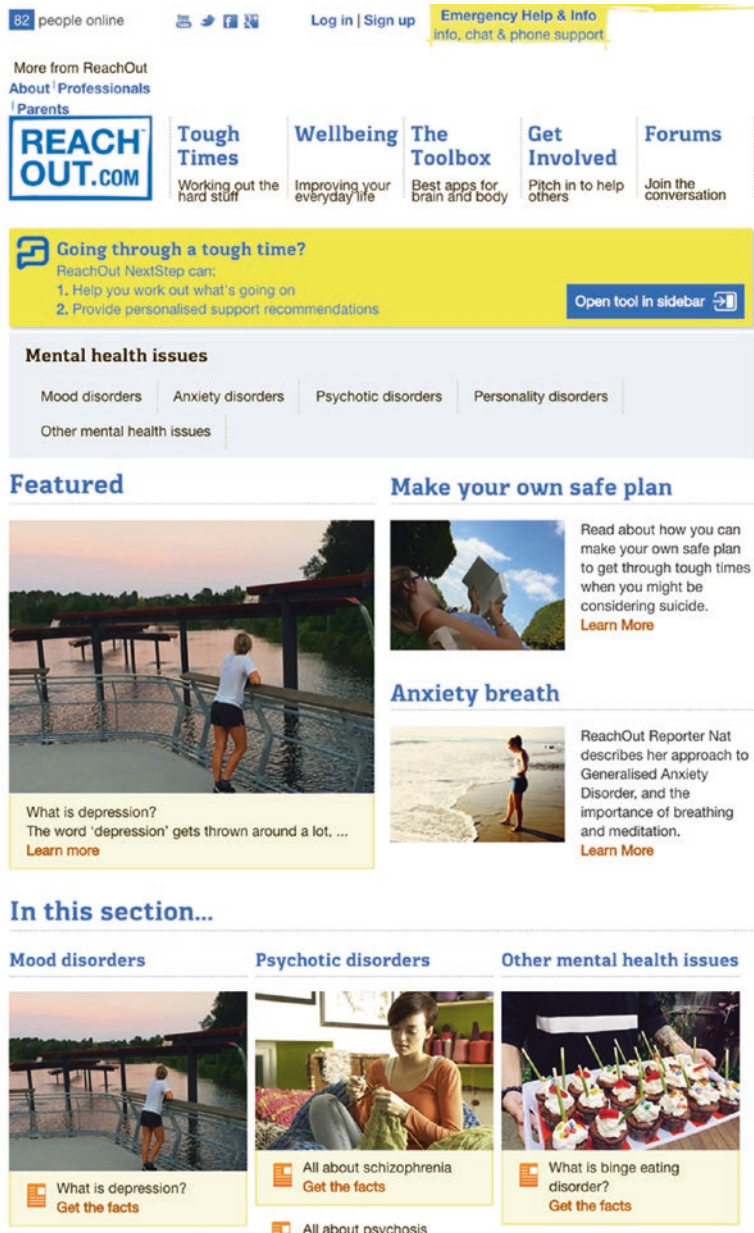 82 people online
Log in | Sign up
Emergency Help & Info
info, chat & phone support
More from ReachOut
About | Professionals
| Parents
REACH
OUT.COM
Tough
Times
Working out the
hard stuff
Wellbeing
Improving your
everyday life
The
Toolbox
Best apps for
brain and body
Get
Involved
Pitch in to help
others
Forums
Join the
conversation
Going through a tough time?
ReachOut NextStep can:
1. Help you work out what's going on
2. Provide personalised support recommendations
Open tool in sidebar
Mental health issues
Mood disorders
Anxiety disorders
Psychotic disorders
Personality disorders
Other mental health issues
Featured
What is depression?
The word 'depression' gets thrown around a lot, ...
Learn more
Make your own safe plan
Read about how you can
make your own safe plan
to get through tough times
when you might be
considering suicide.
Learn More
Anxiety breath
ReachOut Reporter Nat
describes her approach to
Generalised Anxiety
Disorder, and the
importance of breathing
and meditation.
Learn More
In this section...
Mood disorders
What is depression?
Get the facts
Psychotic disorders
All about schizophrenia
Get the facts
All about psychosis
Other mental health issues
What is binge eating
disorder?
Get the facts